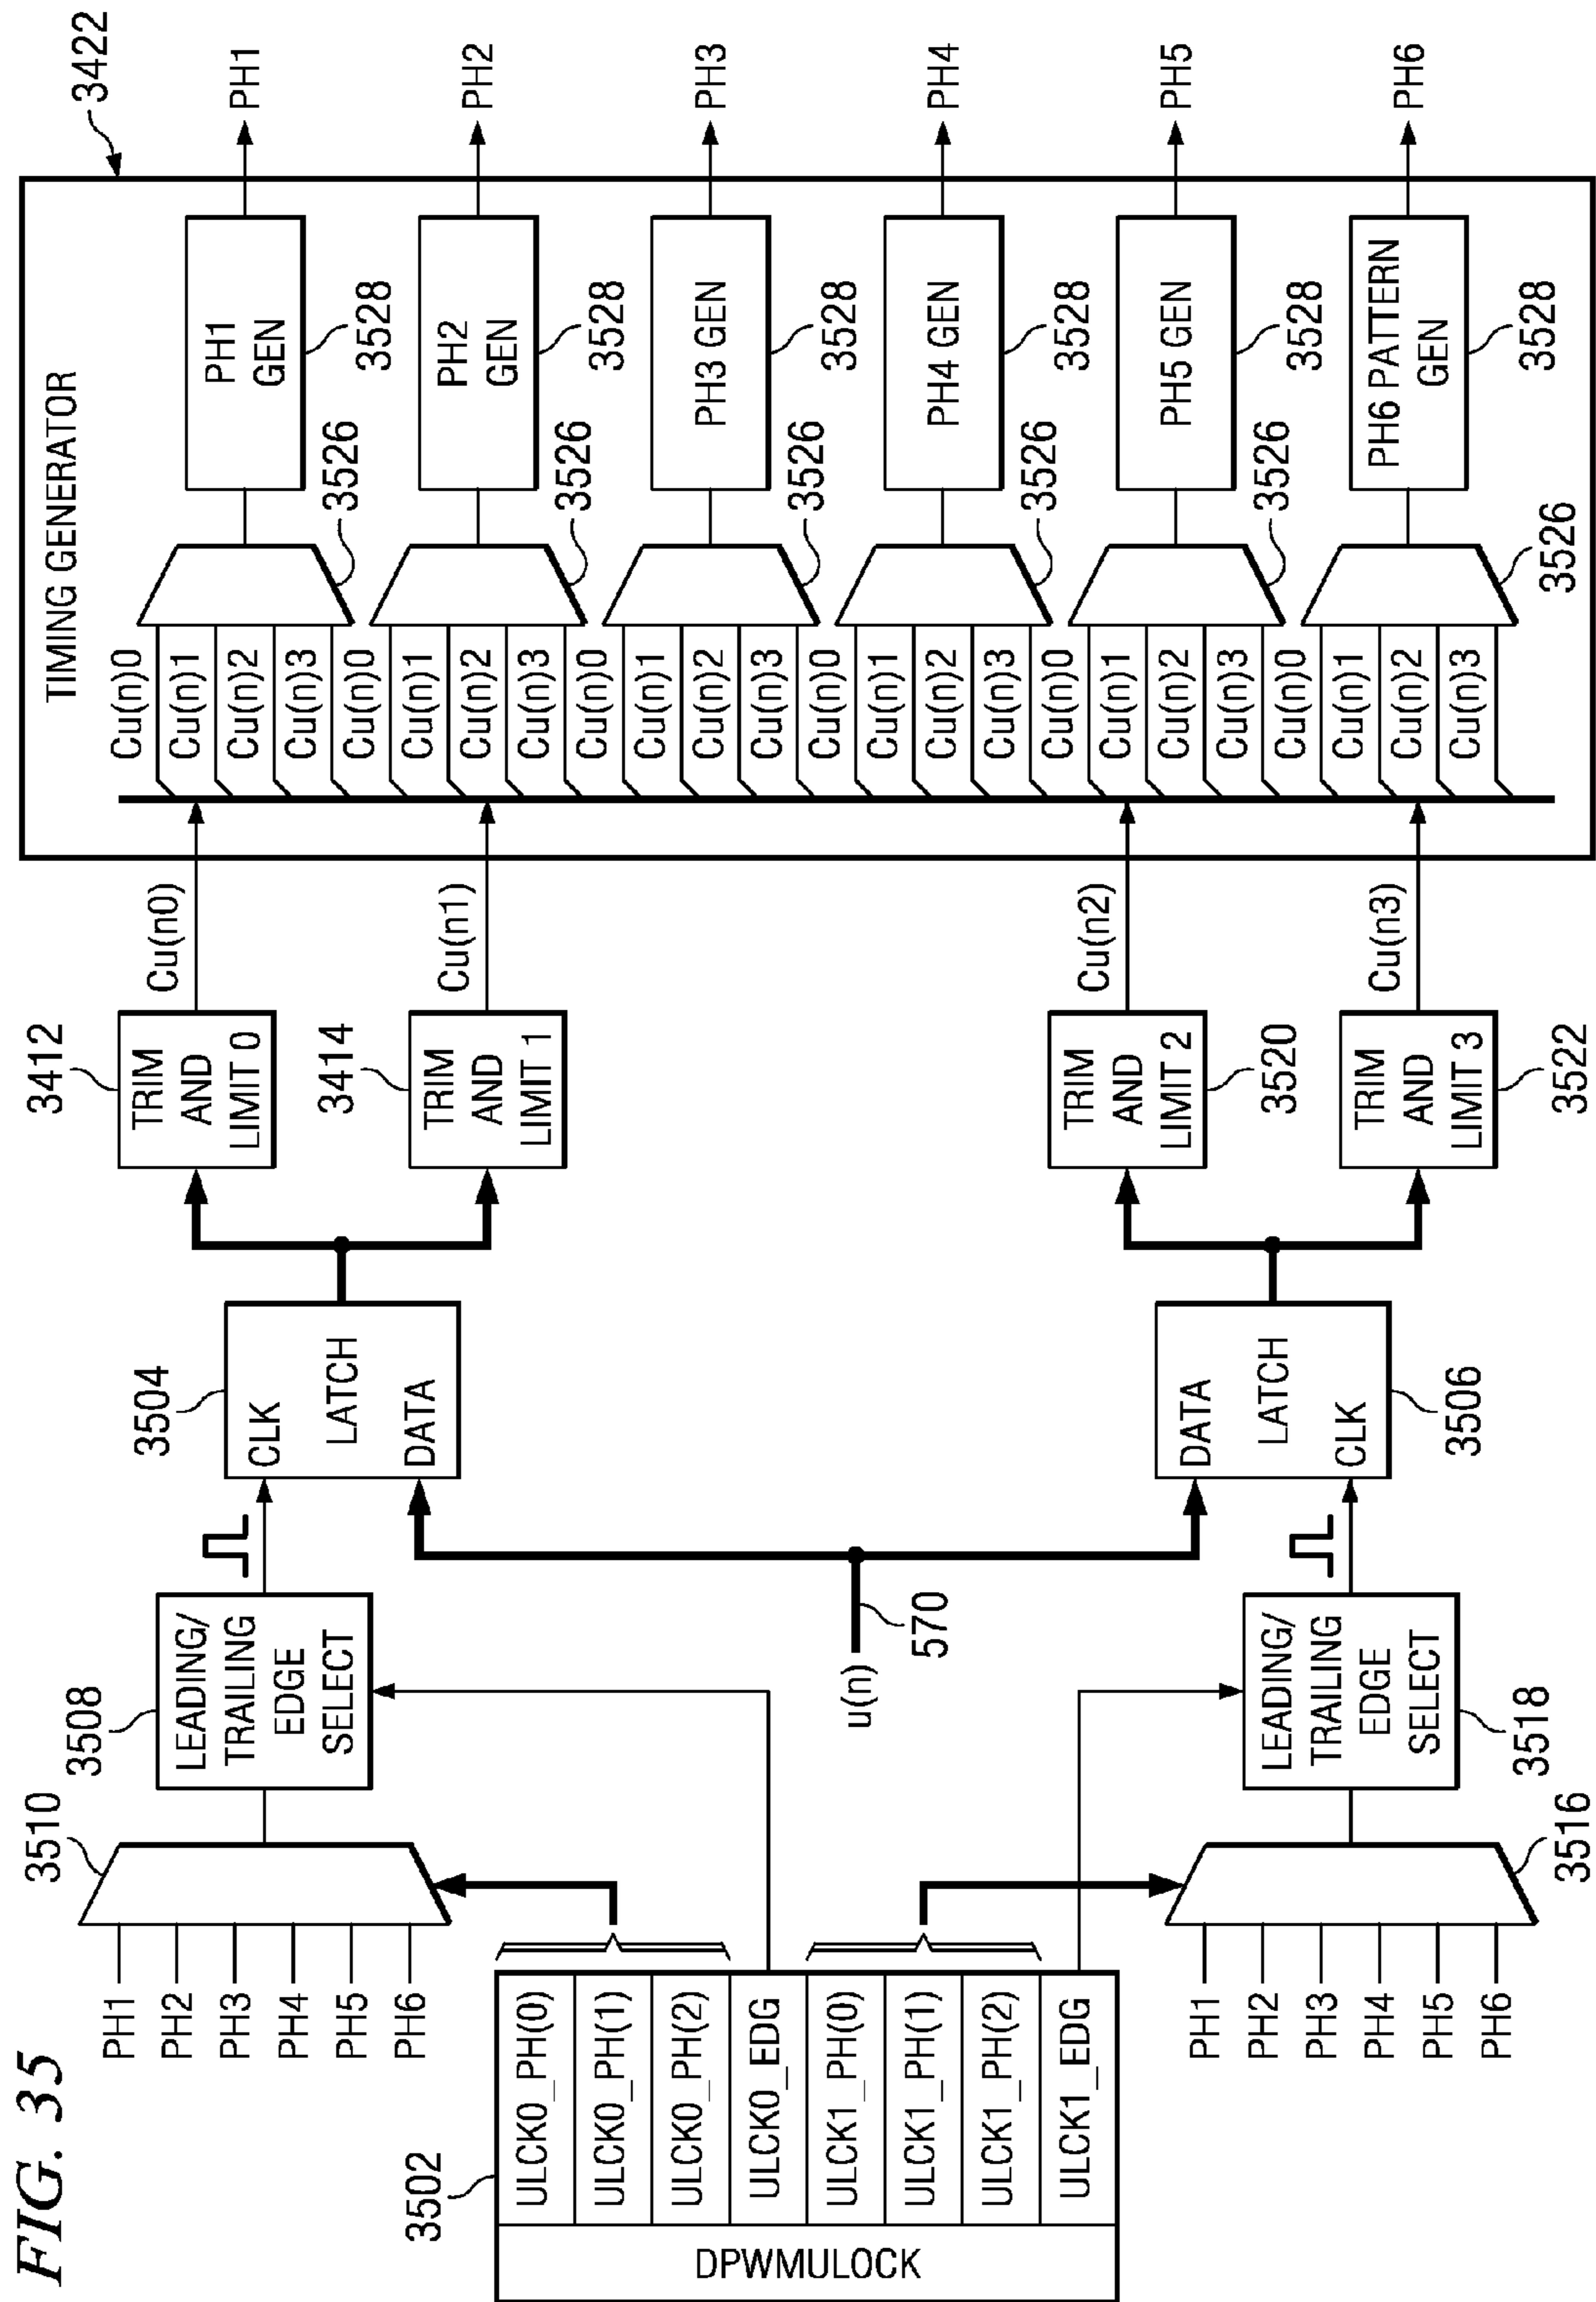 FIG. 35
3502
DPWMULOCK
ULCK0_PH(0)
ULCK0_PH(1)
ULCK0_PH(2)
ULCK0_EDG
ULCK1_PH(0)
ULCK1_PH(1)
ULCK1_PH(2)
ULCK1_EDG
PH1
PH2
PH3
PH4
PH5
PH6
3510
PH1
PH2
PH3
PH4
PH5
PH6
3516
3508
LEADING/
TRAILING
EDGE
SELECT
LEADING/
TRAILING
EDGE
SELECT
3518
u(n)
570
3504
CLK
LATCH
DATA
DATA
LATCH
CLK
3506
3412
TRIM
AND
LIMIT 0
3414
TRIM
AND
LIMIT 1
TRIM
AND
LIMIT 2
3520
TRIM
AND
LIMIT 3
3522
Cu(n0)
Cu(n1)
Cu(n2)
Cu(n3)
TIMING GENERATOR
3422
Cu(n)0
Cu(n)1
Cu(n)2
Cu(n)3
Cu(n)0
Cu(n)1
Cu(n)2
Cu(n)3
Cu(n)0
Cu(n)1
Cu(n)2
Cu(n)3
Cu(n)0
Cu(n)1
Cu(n)2
Cu(n)3
Cu(n)0
Cu(n)1
Cu(n)2
Cu(n)3
Cu(n)0
Cu(n)1
Cu(n)2
Cu(n)3
3526
3526
3526
3526
3526
3526
PH1
GEN
3528
PH2
GEN
3528
PH3 GEN
3528
PH4 GEN
3528
PH5 GEN
3528
PH6 PATTERN
GEN
3528
PH1
PH2
PH3
PH4
PH5
PH6